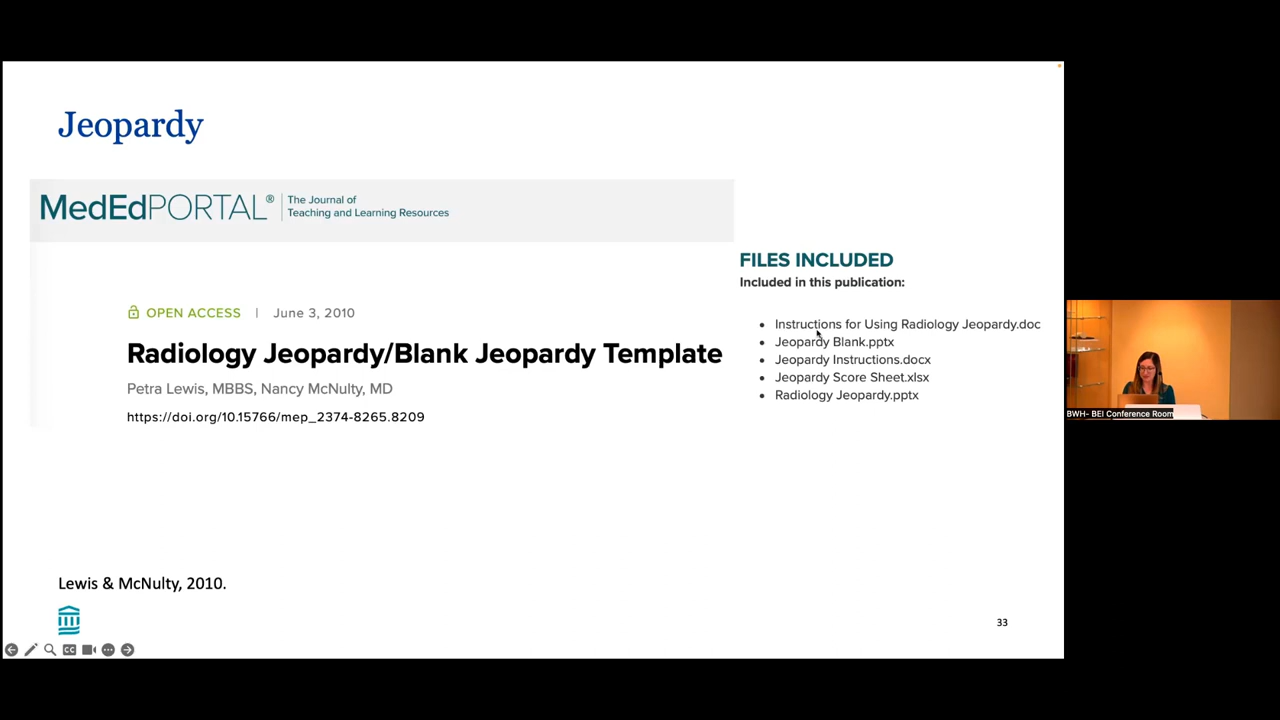 Jeopardy
MedEdPORTAL®
The Journal of
Teaching and Learning Resources
OPEN ACCESS | June 3, 2010
Radiology Jeopardy/Blank Jeopardy Template
Petra Lewis, MBBS, Nancy McNulty, MD
https://doi.org/10.15766/mep_2374-8265.8209
FILES INCLUDED
Included in this publication:
• Instructions for Using Radiology Jeopardy.doc
• Jeopardy Blank.pptx
• Jeopardy Instructions.docx
• Jeopardy Score Sheet.xlsx
• Radiology Jeopardy.pptx
BWH- BEI Conference Room
Lewis & McNulty, 2010.
33
CC